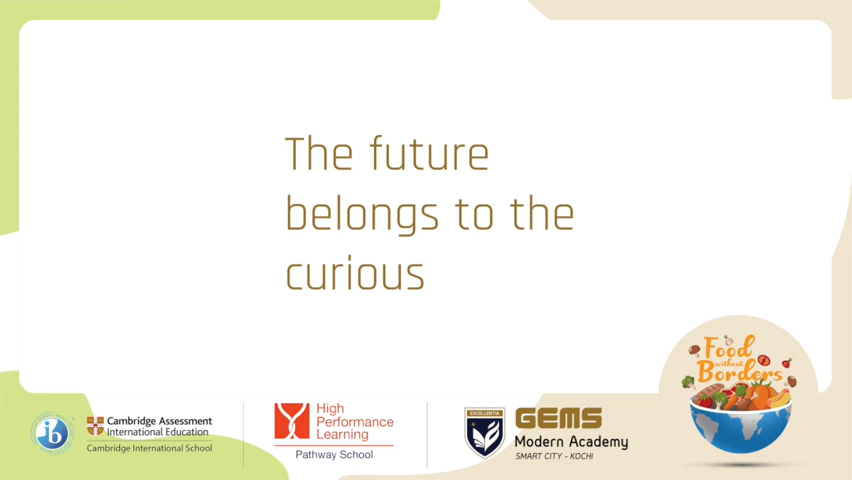 The future
belongs to the
curious
Food
without
Borders
ib
Cambridge Assessment
International Education
Cambridge International School
High
Performance
Learning
Pathway School
EXCELLENTIA
GEMS
Modern Academy
SMART CITY - KOCHI